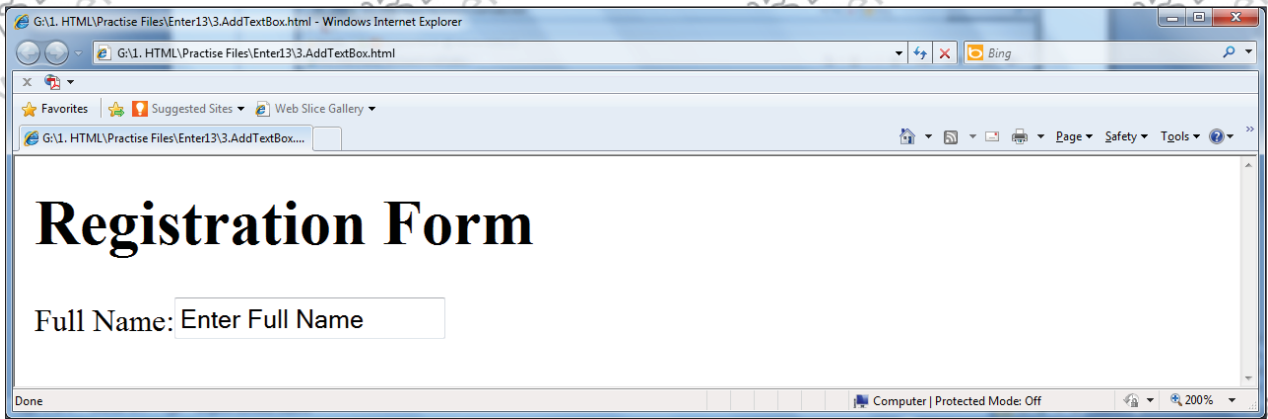 G:\1. HTML\Practise Files\Enter13\3.AddTextBox.html - Windows Internet Explorer
G:\1. HTML\Practise Files\Enter13\3.AddTextBox.html
Bing
x
Favorites Suggested Sites Web Slice Gallery
G:\1. HTML\Practise Files\Enter13\3.AddTextBox.... Page Safety Tools
Registration Form
Full Name: Enter Full Name
Done Computer | Protected Mode: Off 200%